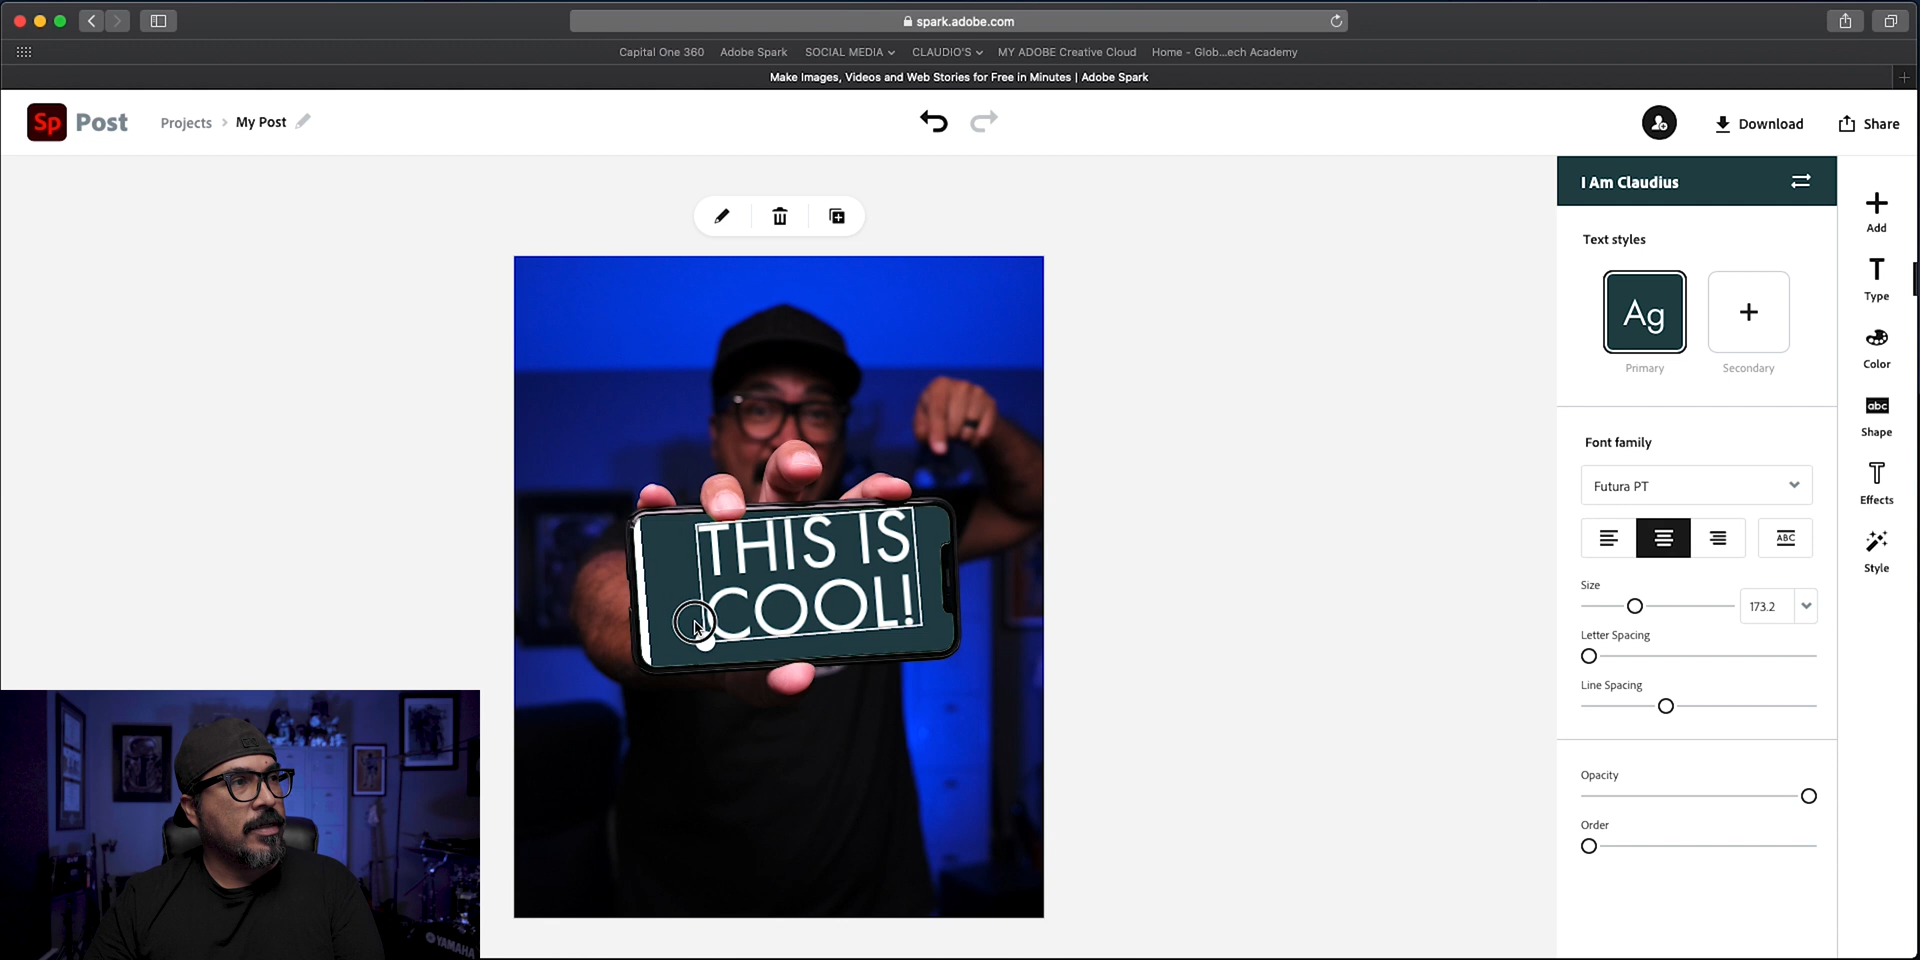 spark.adobe.com
Capital One 360 Adobe Spark SOCIAL MEDIA CLAUDIO'S MY ADOBE Creative Cloud Home - Glob...ech Academy
Make Images, Videos and Web Stories for Free in Minutes | Adobe Spark
Sp Post Projects > My Post
Download Share
I Am Claudius
Text styles
Ag
Primary Secondary
Font family
Futura PT
ABC
Size
173.2
Letter Spacing
Line Spacing
Opacity
Order
Add
Type
Color
abc
Shape
Effects
Style
THIS IS
COOL!
YAMAHA